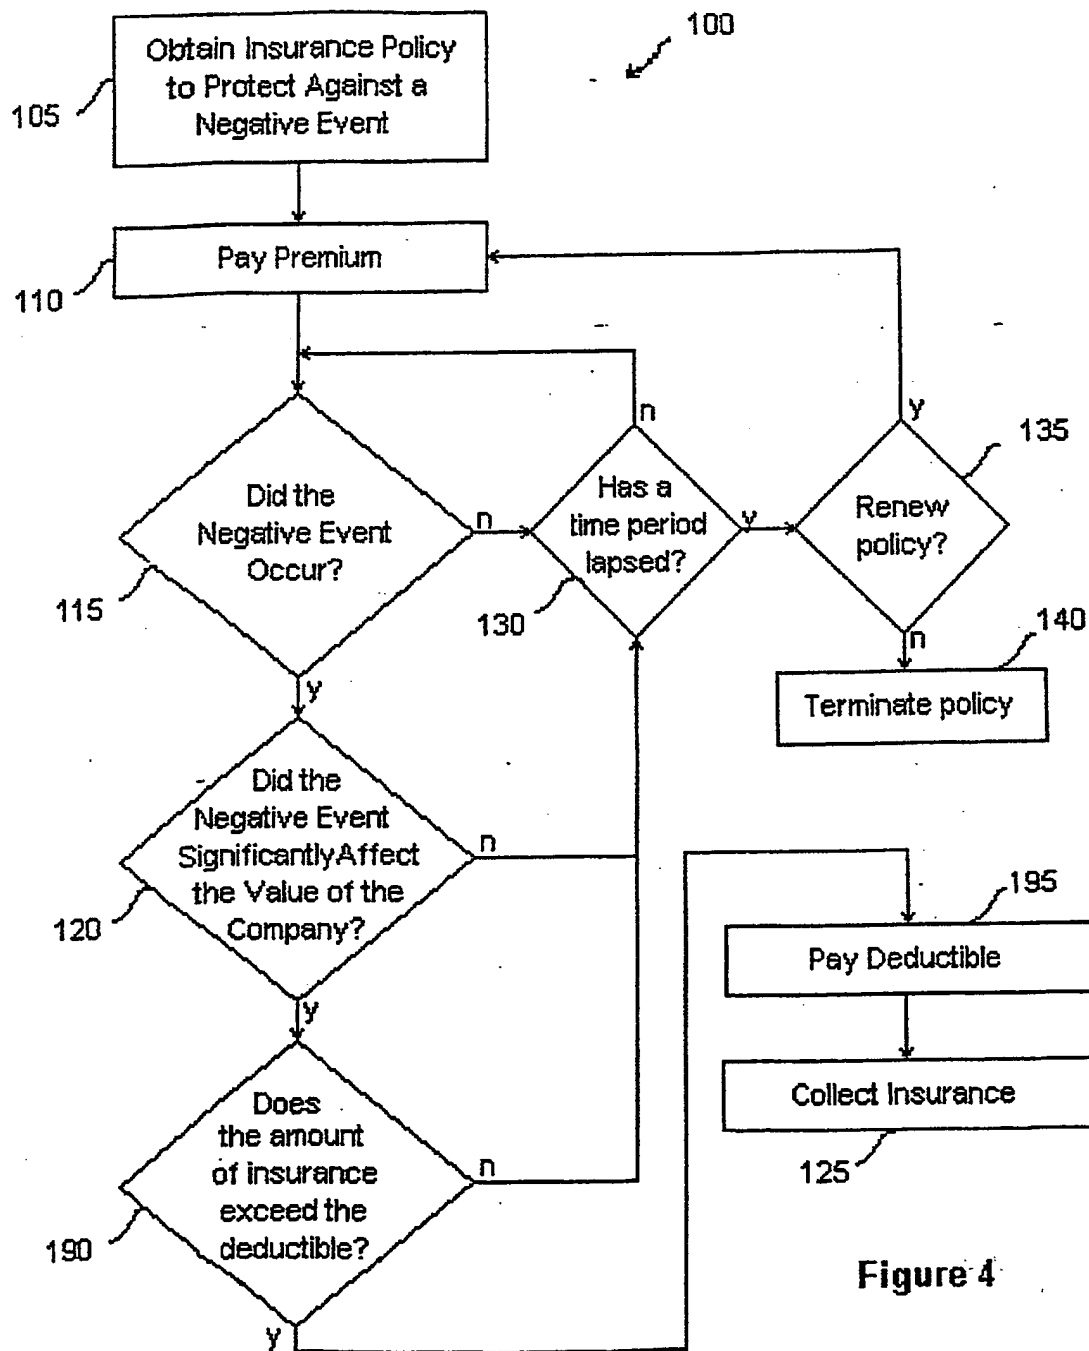 100
Obtain Insurance Policy
to Protect Against a
Negative Event
105
Pay Premium
110
Did the
Negative Event
Occur?
115
n
y
Has a
time period
lapsed?
130
n
y
Renew
policy?
135
y
n
140
Terminate policy
Did the
Negative Event
Significantly Affect
the Value of the
Company?
120
n
y
Does
the amount
of insurance
exceed the
deductible?
190
n
y
195
Pay Deductible
Collect Insurance
125
Figure 4